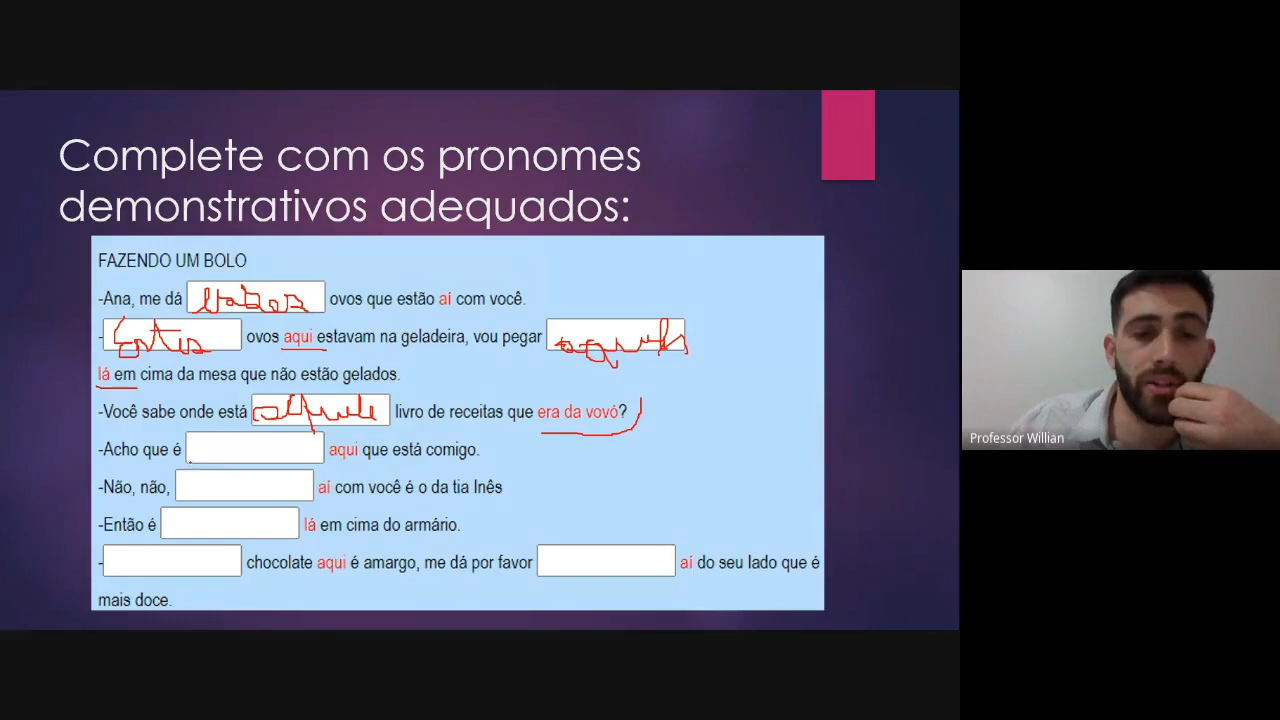 Complete com os pronomes
demonstrativos adequados:
FAZENDO UM BOLO
-Ana, me dá ovos que estão aí com você.
-Estes ovos aqui estavam na geladeira, vou pegar
lá em cima da mesa que não estão gelados.
-Você sabe onde está livro de receitas que era da vovó?
-Acho que é aqui que está comigo.
-Não, não, aí com você é o da tia Inês
-Então é lá em cima do armário.
- chocolate aqui é amargo, me dá por favor aí do seu lado que é
mais doce.
Professor Willian